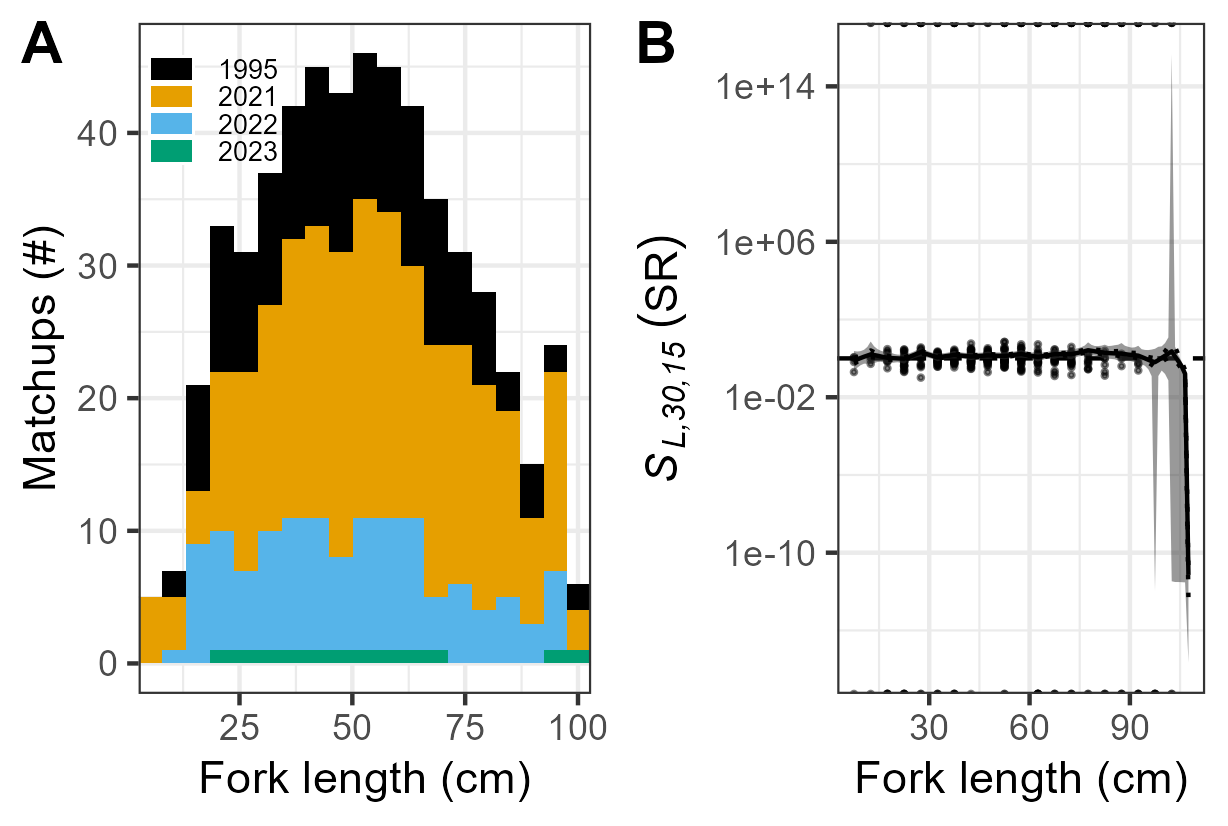 A
1995
2021
2022
2023
40
30
20
10
0
25 50 75 100
Fork length (cm)
Matchups (#)
B
1e+14
1e+06
1e-02
1e-10
30 60 90
Fork length (cm)
S L,30,15 (SR)